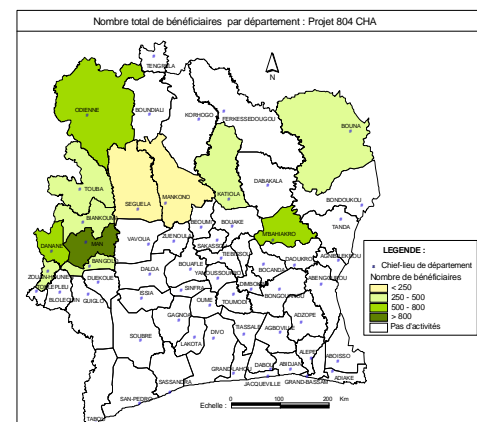 Nombre total de bénéficiaires par département : Projet 804 CHA
TENGRELA
N
ODIENNE
BOUNDIALI
KORHOGO
FERKESSEDOUGOU
BOUNA
TOUBA
SEGUELA
MANKONO
KATIOLA
DABAKALA
BONDOUKOU
TANDA
BIANKOUMA
DANANE
MAN
VAVOUA
ZUENOULA
BEOUMI
BOUAKE
SAKASSOU
MBAHIAKRO
BANGOLO
DUEKOUE
DALOA
BOUAFLE
TIEBISSOU
YAMOUSSOUKRO
BOCANDA
DAOUKRO
AGNIBILEKROU
ABENGOUROU
BLOLEQUIN
GUIGLO
ISSIA
SINFRA
OUME
TOUMODI
DIMBOKRO
BONGOUANOU
SOUBRE
GAGNOA
LAKOTA
DIVO
TIASSALE
AGBOVILLE
ADZOPE
ALEPE
ABOISSO
GRAND-LAHOU
DABOU
ABIDJAN
ADIAKE
SASSANDRA
JACQUEVILLE
GRAND-BASSAM
SAN-PEDRO
TABOU
LEGENDE :
Chief-lieu de département
Nombre de bénéficiaires
< 250
250 - 500
500 - 800
> 800
Pas d'activités
Echelle :
0
100
200
Km